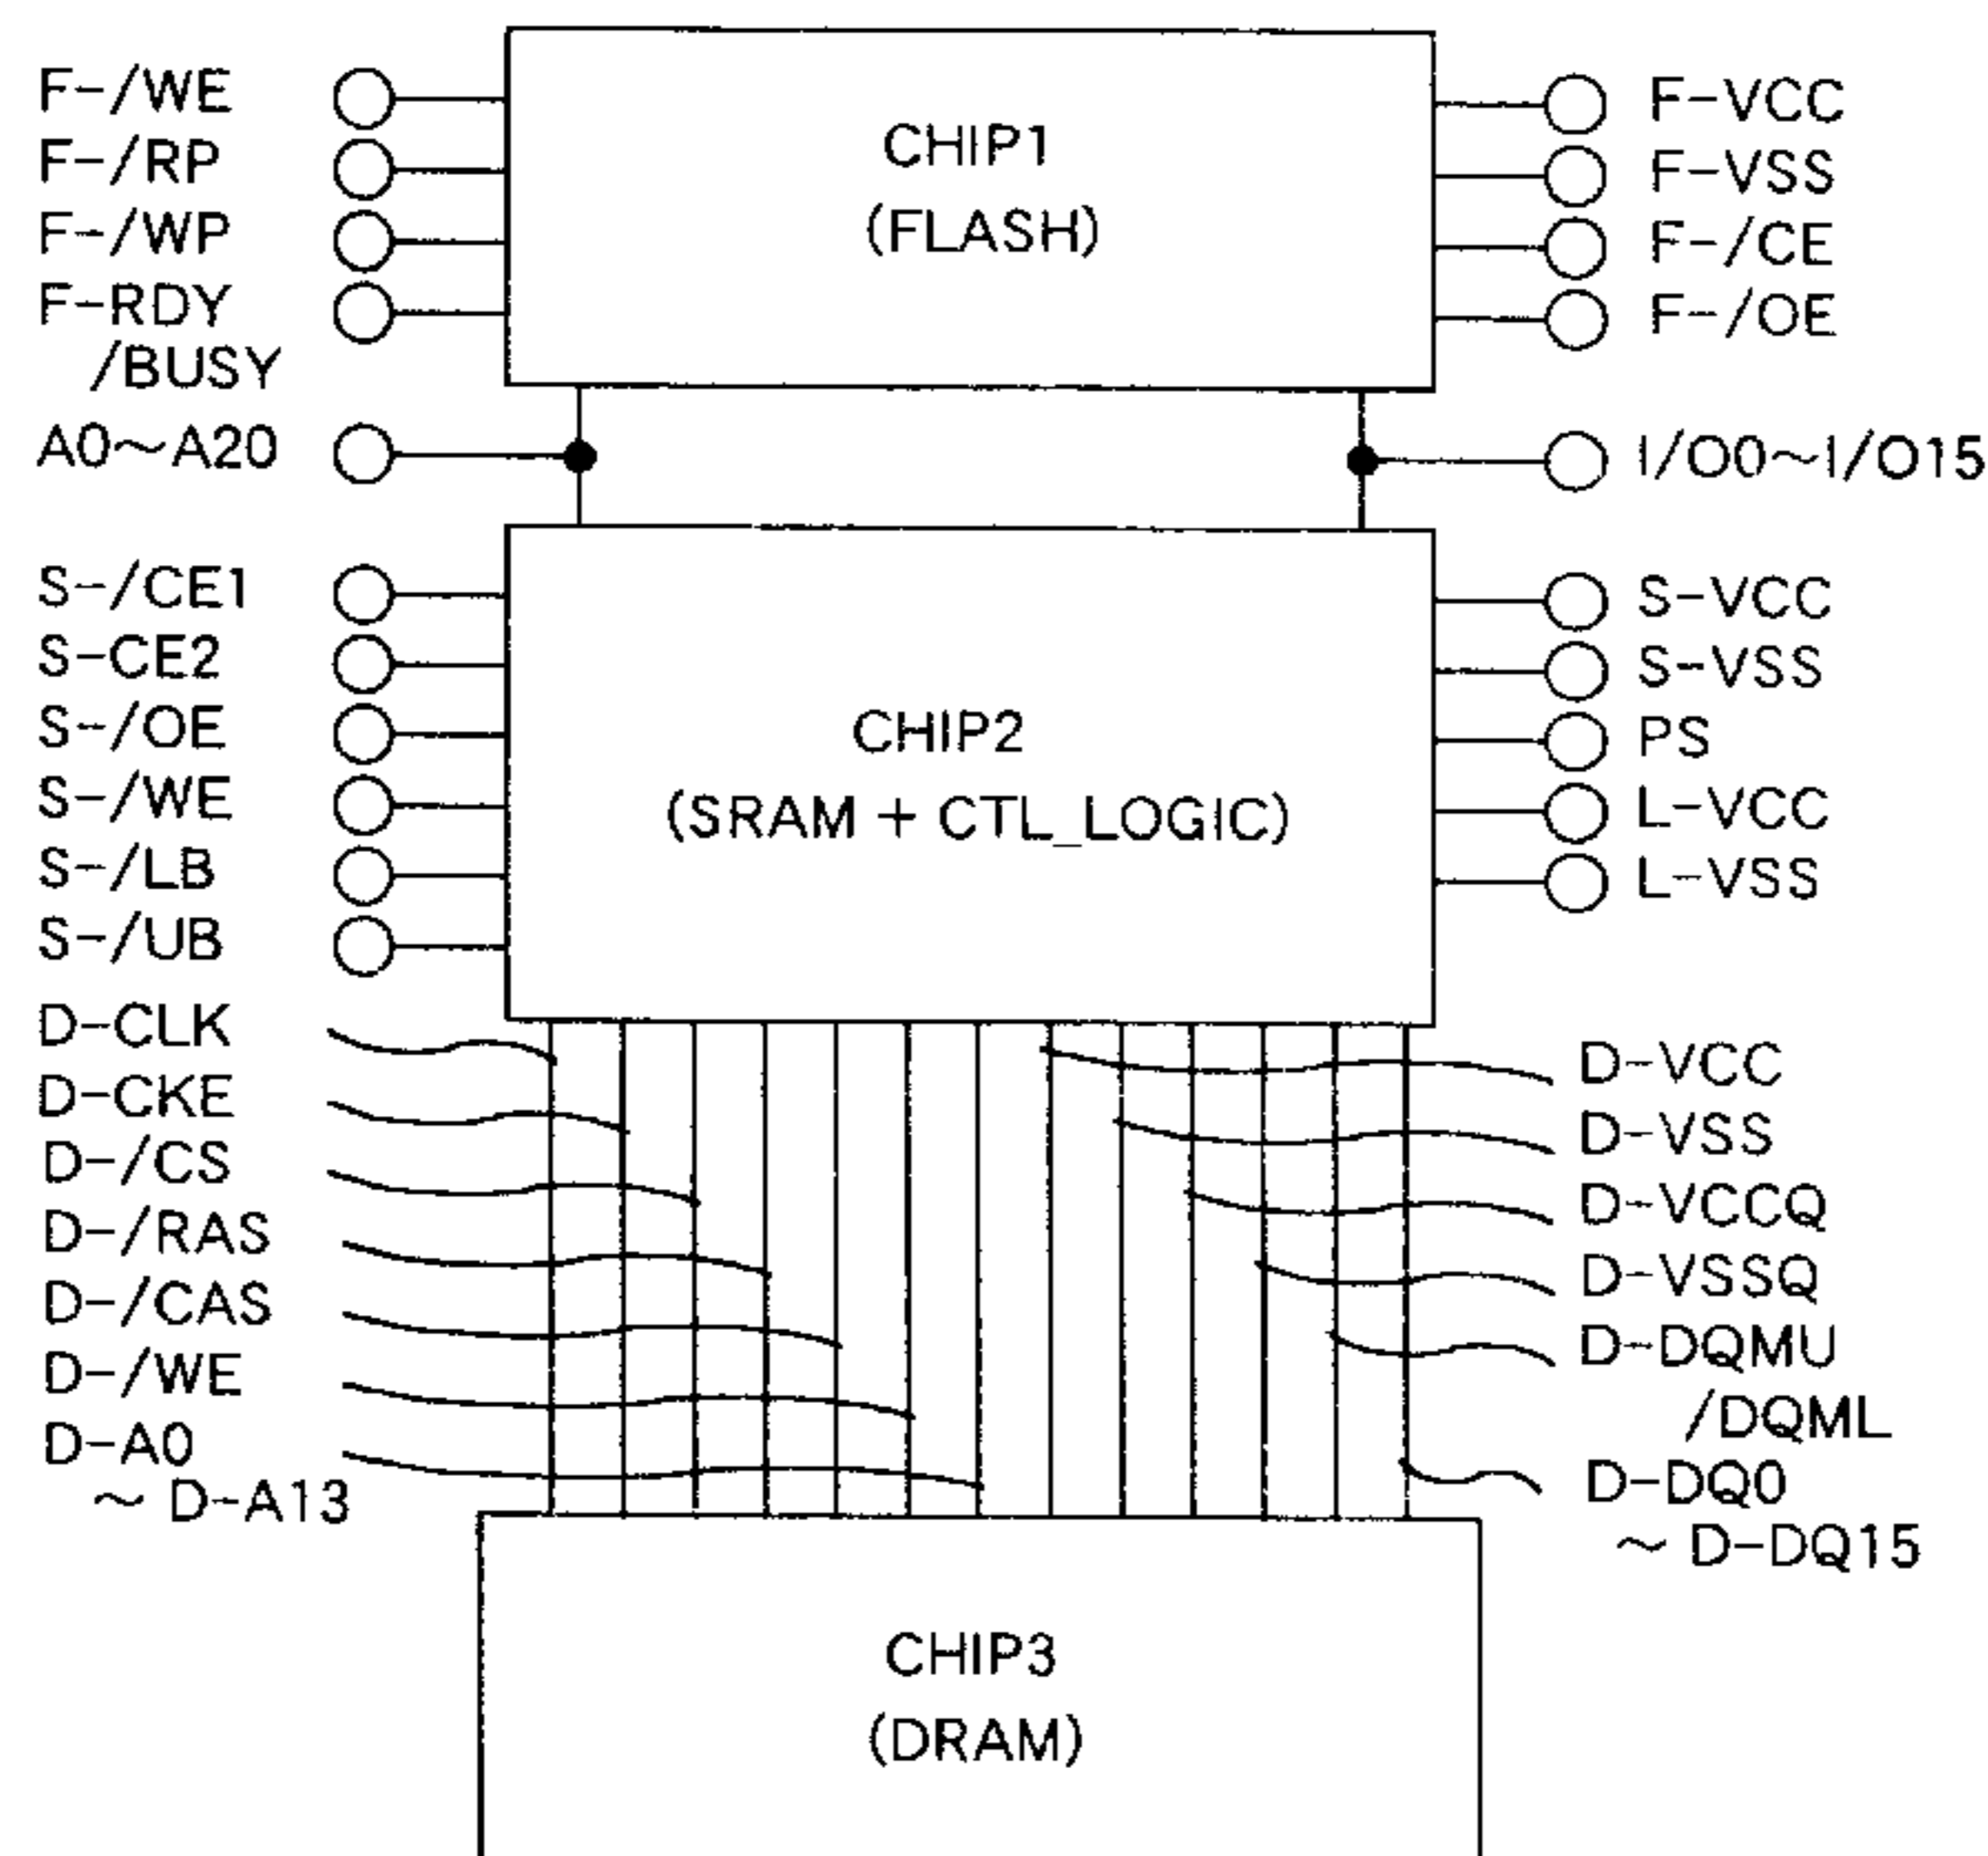 F-/WE
F-/RP
F-/WP
F-RDY
/BUSY
A0~A20
CHIP1
(FLASH)
F-VCC
F-VSS
F-/CE
F-/OE
I/O0~I/O15
S-/CE1
S-CE2
S-/OE
S-/WE
S-/LB
S-/UB
CHIP2
(SRAM + CTL_LOGIC)
S-VCC
S-VSS
PS
L-VCC
L-VSS
D-CLK
D-CKE
D-/CS
D-/RAS
D-/CAS
D-/WE
D-A0
~ D-A13
D-VCC
D-VSS
D-VCCQ
D-VSSQ
D-DQMU
/DQML
D-DQ0
~ D-DQ15
CHIP3
(DRAM)